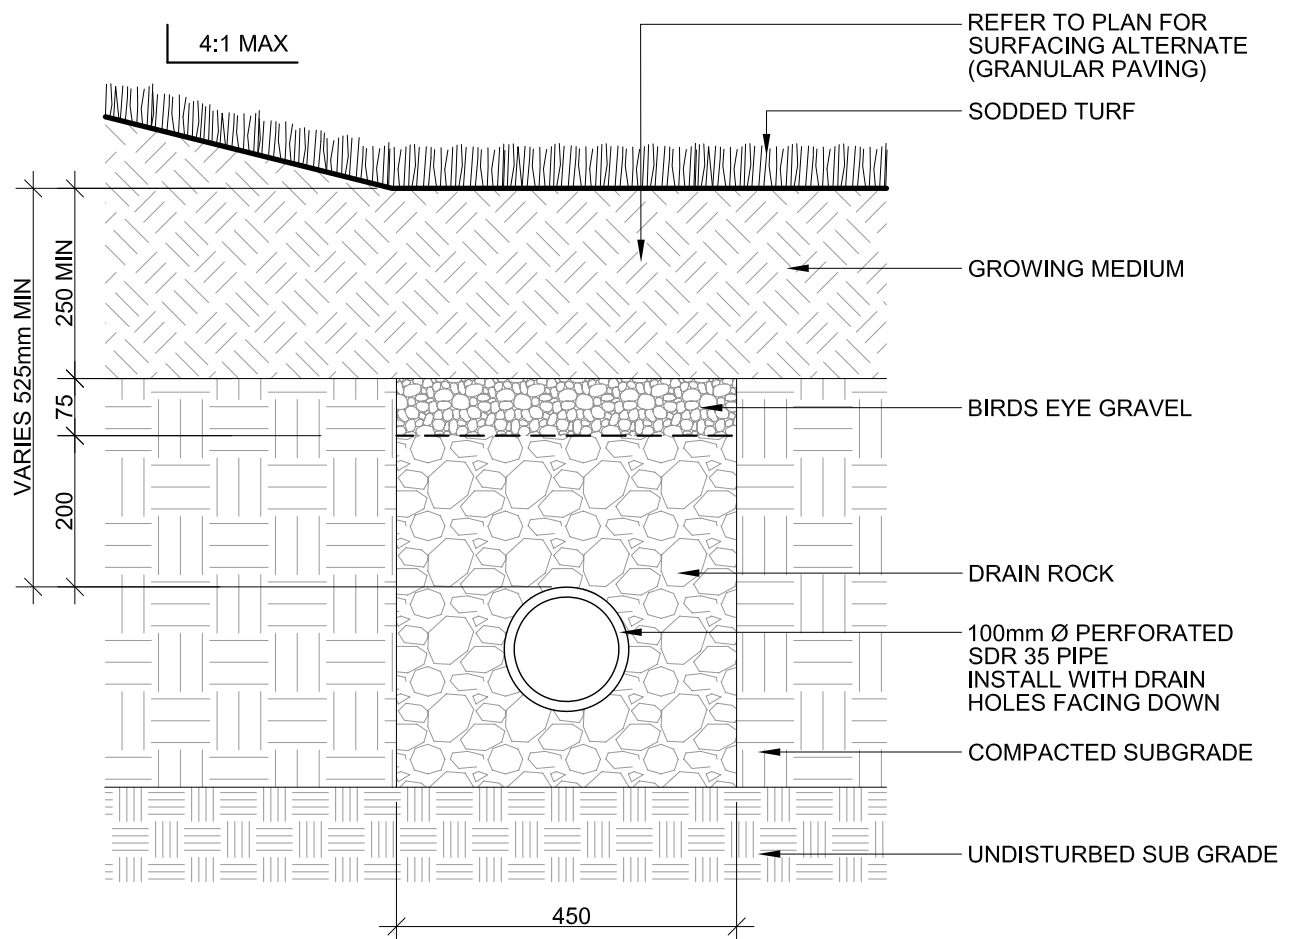 4:1 MAX
REFER TO PLAN FOR
SURFACING ALTERNATE
(GRANULAR PAVING)
SODDED TURF
GROWING MEDIUM
BIRDS EYE GRAVEL
DRAIN ROCK
100mm Ø PERFORATED
SDR 35 PIPE
INSTALL WITH DRAIN
HOLES FACING DOWN
COMPACTED SUBGRADE
UNDISTURBED SUB GRADE
VARIES 525mm MIN
250 MIN
75
200
450